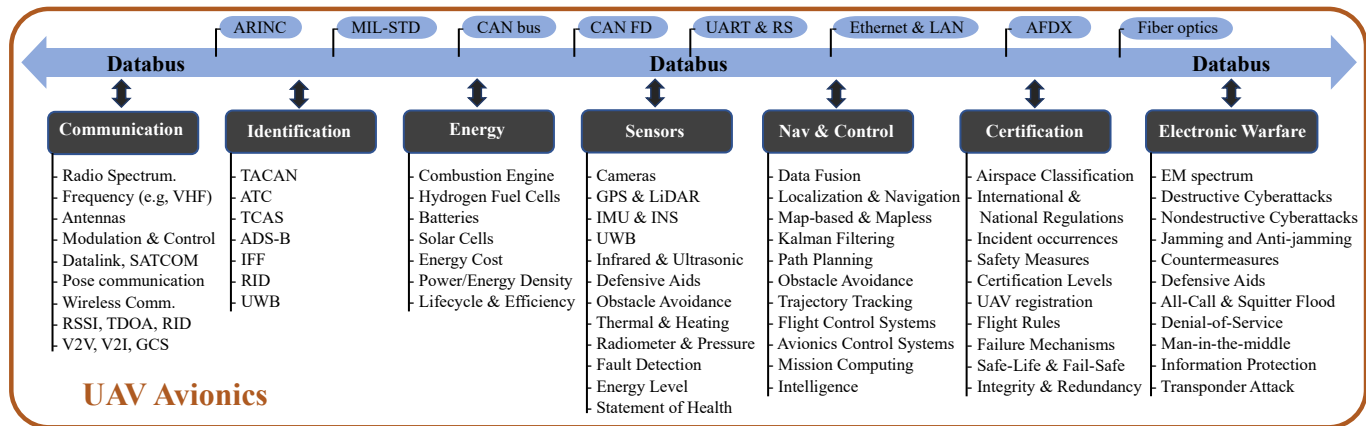 ARINC
MIL-STD
CAN bus
CAN FD
UART & RS
Ethernet & LAN
AFDX
Fiber optics
Databus
Databus
Databus
Communication
- Radio Spectrum.
- Frequency (e.g, VHF)
- Antennas
- Modulation & Control
- Datalink, SATCOM
- Pose communication
- Wireless Comm.
- RSSI, TDOA, RID
- V2V, V2I, GCS
Identification
- TACAN
- ATC
- TCAS
- ADS-B
- IFF
- RID
- UWB
Energy
- Combustion Engine
- Hydrogen Fuel Cells
- Batteries
- Solar Cells
- Energy Cost
- Power/Energy Density
- Lifecycle & Efficiency
Sensors
- Cameras
- GPS & LiDAR
- IMU & INS
- UWB
- Infrared & Ultrasonic
- Defensive Aids
- Obstacle Avoidance
- Thermal & Heating
- Radiometer & Pressure
- Fault Detection
- Energy Level
- Statement of Health
Nav & Control
- Data Fusion
- Localization & Navigation
- Map-based & Mapless
- Kalman Filtering
- Path Planning
- Obstacle Avoidance
- Trajectory Tracking
- Flight Control Systems
- Avionics Control Systems
- Mission Computing
- Intelligence
Certification
- Airspace Classification
- International &
National Regulations
- Incident occurrences
- Safety Measures
- Certification Levels
- UAV registration
- Flight Rules
- Failure Mechanisms
- Safe-Life & Fail-Safe
- Integrity & Redundancy
Electronic Warfare
- EM spectrum
- Destructive Cyberattacks
- Nondestructive Cyberattacks
- Jamming and Anti-jamming
- Countermeasures
- Defensive Aids
- All-Call & Squitter Flood
- Denial-of-Service
- Man-in-the-middle
- Information Protection
- Transponder Attack
UAV Avionics